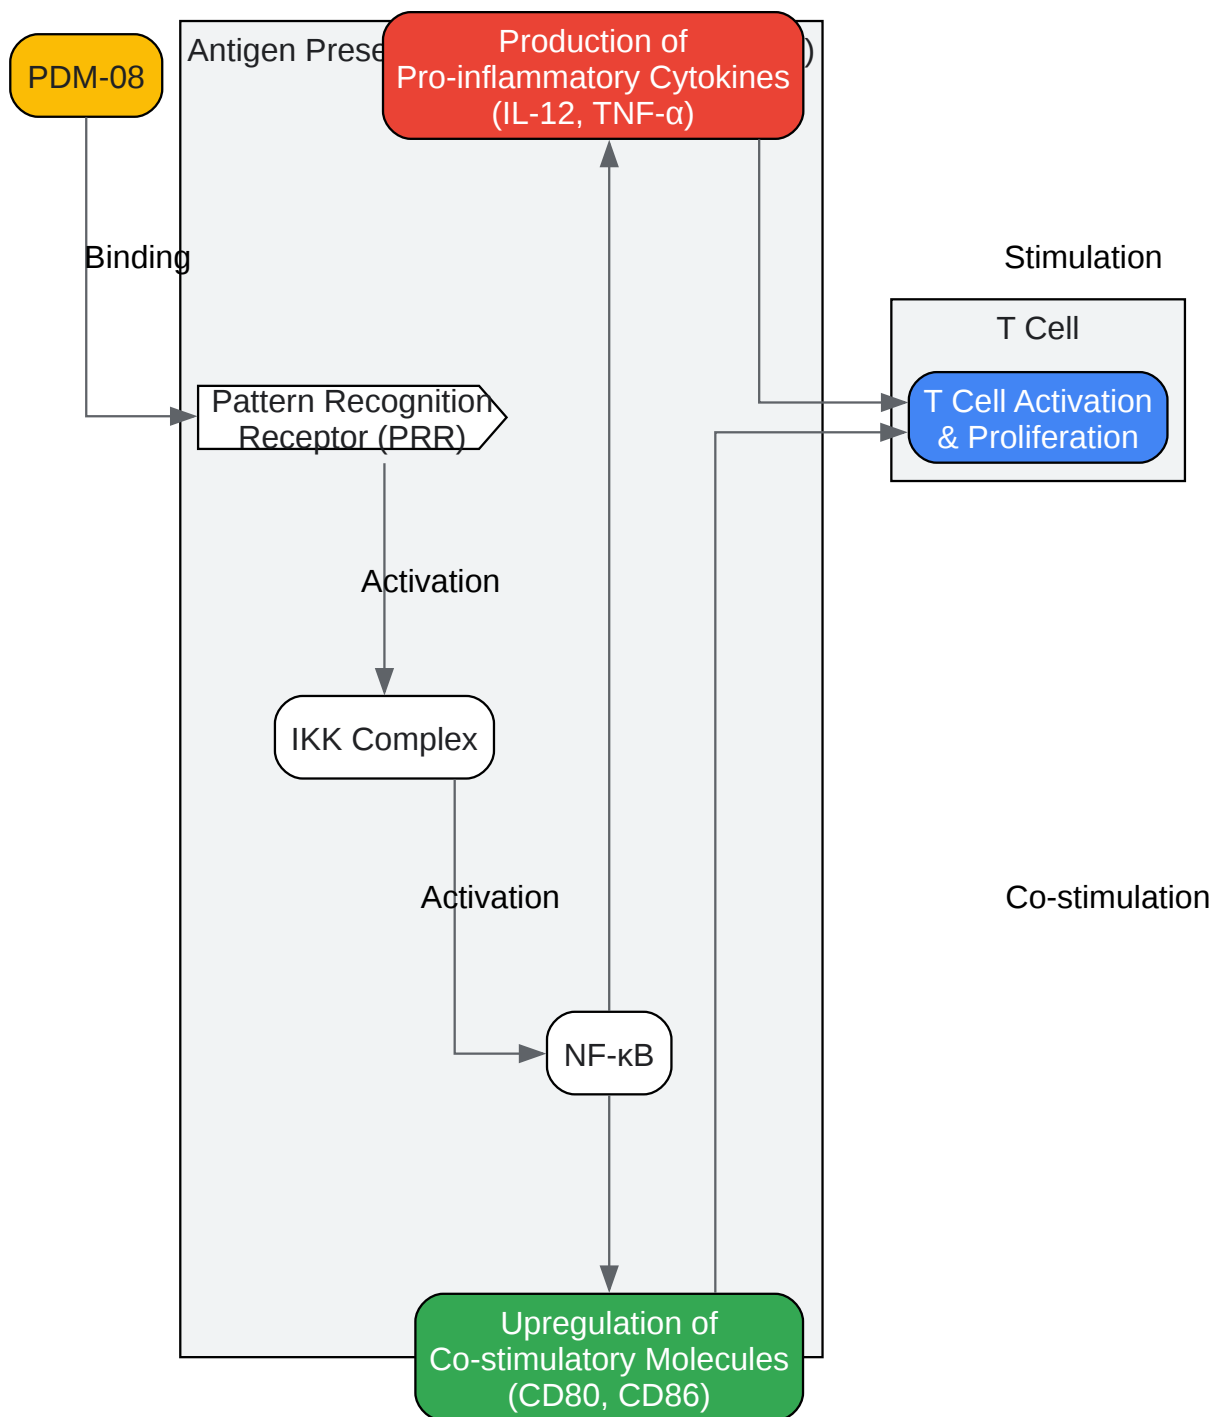 PDM-08
Antigen
Production of
Pro-inflammatory Cytokines
(IL-12, TNF-α)
Binding
Stimulation
T Cell
Pattern Recognition
Receptor (PRR)
T Cell Activation
& Proliferation
Activation
IKK Complex
Activation
Co-stimulation
NF-κB
Upregulation of
Co-stimulatory Molecules
(CD80, CD86)